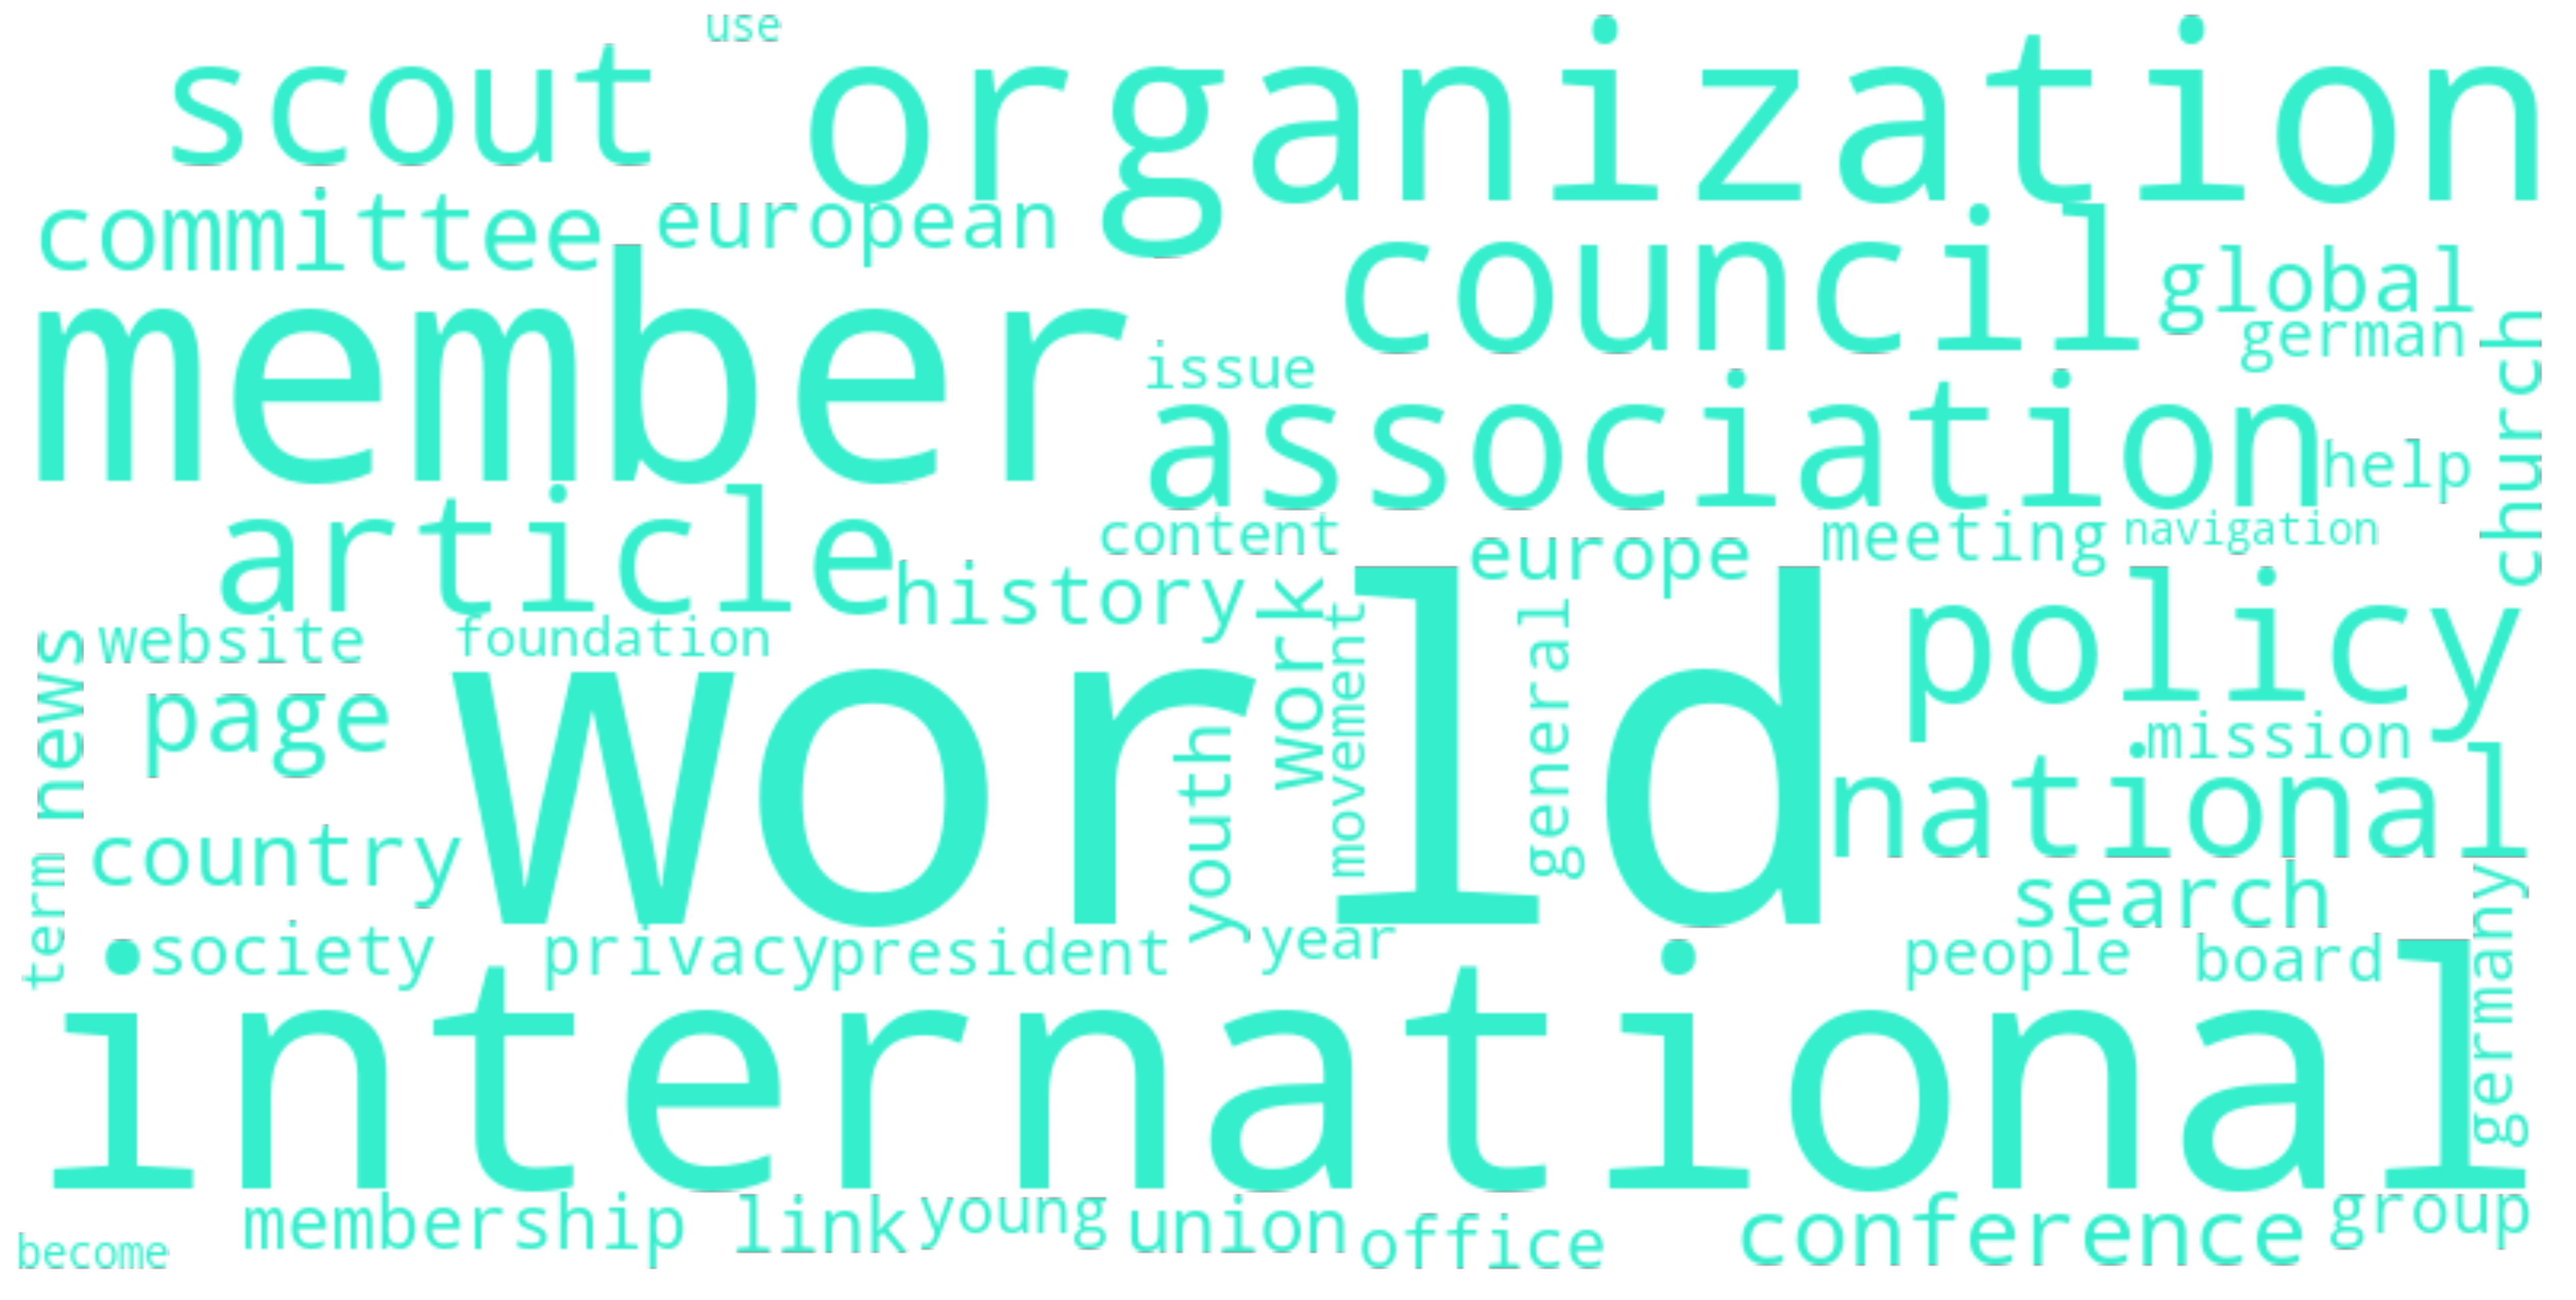 use
scout organization
committee european
council global
member german
issue church
association help
article content europe meeting navigation
history work movement general policy
website foundation
news page world youth mission
national
country
term search germany
society privacy president year people board
international
membership link young union office conference group
become